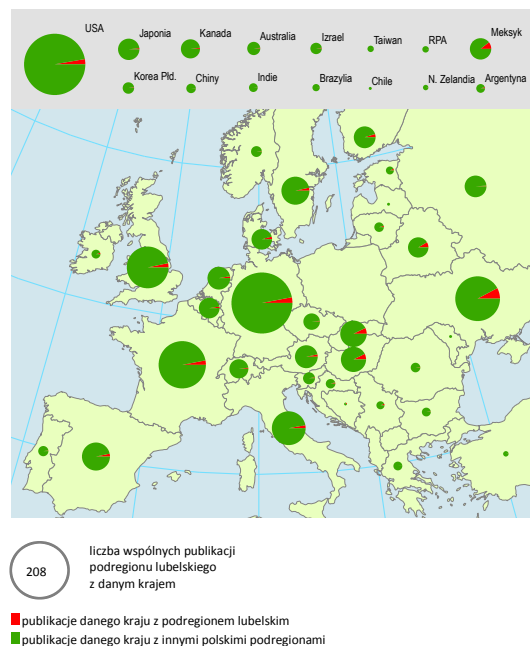 USA
Japonia Kanada Australia Izrael Taiwan RPA Meksyk
Korea Płd. Chiny Indie Brazylia Chile N. Zelandia Argentyna
208
liczba wspólnych publikacji
podregionu lubelskiego
z danym krajem
publikacje danego kraju z podregionem lubelskim
publikacje danego kraju z innymi polskimi podregionami